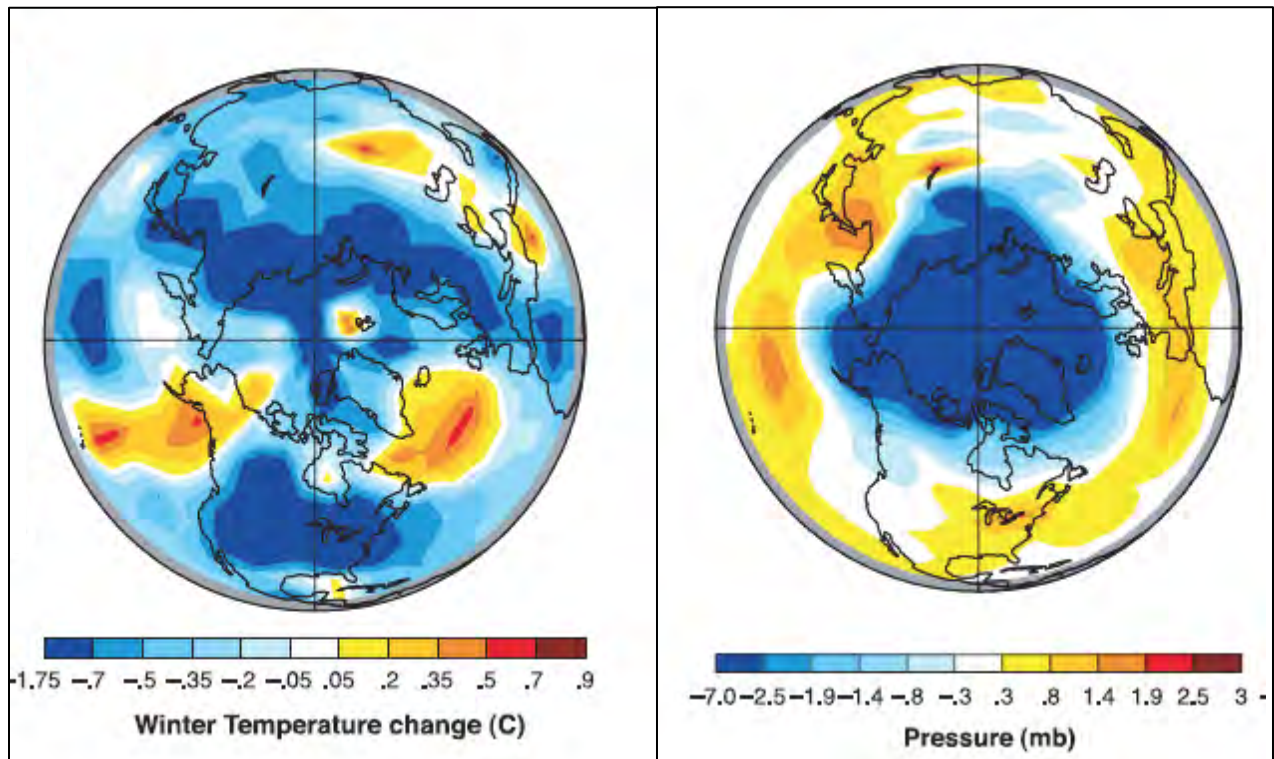 -1.75 -.7 -.5 -.35 -.2 -.05 .05 .2 .35 .5 .7 .9
Winter Temperature change (C)
−7.0 −2.5 −1.9 −1.4 −.8 −.3 .3 .8 1.4 1.9 2.5 3 -
Pressure (mb)